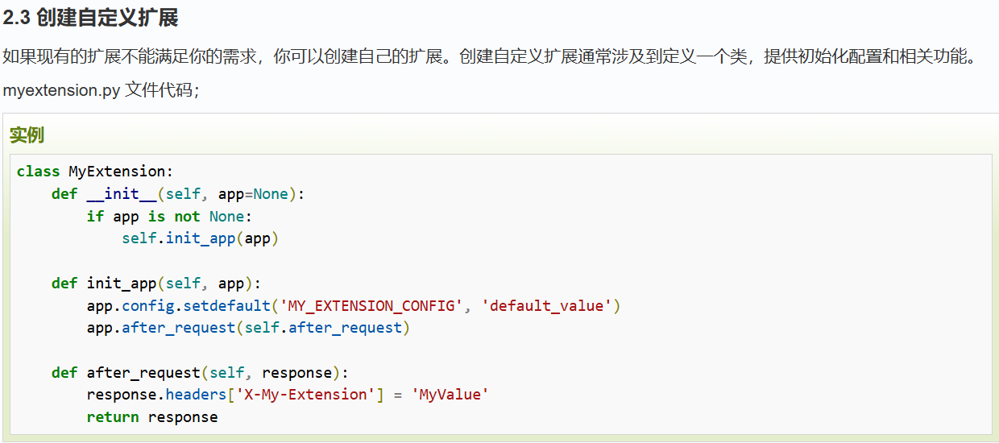 2.3 创建自定义扩展
如果现有的扩展不能满足你的需求，你可以创建自己的扩展。创建自定义扩展通常涉及到定义一个类，提供初始化配置和相关功能。
myextension.py 文件代码；
实例
class MyExtension:
    def __init__(self, app=None):
        if app is not None:
            self.init_app(app)

    def init_app(self, app):
        app.config.setdefault('MY_EXTENSION_CONFIG', 'default_value')
        app.after_request(self.after_request)

    def after_request(self, response):
        response.headers['X-My-Extension'] = 'MyValue'
        return response